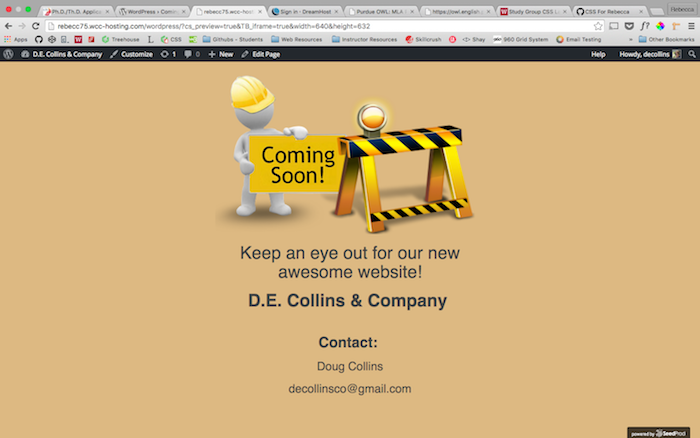 Rebecca
Ph.D./Th.D. Applica
WordPress › Comin
rebecc75.wcc-hostin
Sign in - DreamHost
Purdue OWL: MLA
https://owl.english.p
Study Group CSS
CSS For Rebecca
rebecc75.wcc-hosting.com/wordpress/?cs_preview=true&TB_iframe=true&width=640&height=632
Apps
Treehouse
CSS
Githubs - Students
Web Resources
Instructor Resources
Skillcrush
<2> Shay
960 Grid System
Email Testing
»
Other Bookmarks
D.E. Collins & Company
Customize
1
0
+ New
Edit Page
Help
Howdy, decollins
Coming
Soon!
Keep an eye out for our new
awesome website!
D.E. Collins & Company
Contact:
Doug Collins
decollinsco@gmail.com
powered by SeedProd